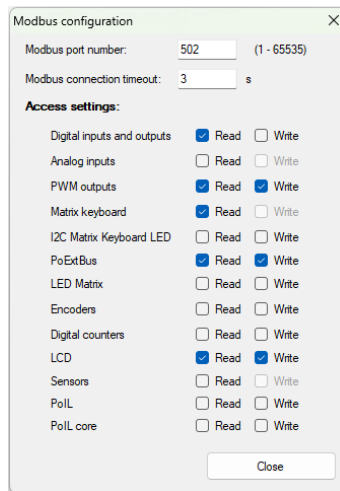 Modbus configuration
Modbus port number: 502 (1 - 65535)
Modbus connection timeout: 3 s
Access settings:
Digital inputs and outputs Read Write
Analog inputs Read Write
PWM outputs Read Write
Matrix keyboard Read Write
I2C Matrix Keyboard LED Read Write
PoExtBus Read Write
LED Matrix Read Write
Encoders Read Write
Digital counters Read Write
LCD Read Write
Sensors Read Write
PoIL Read Write
PoIL core Read Write
Close